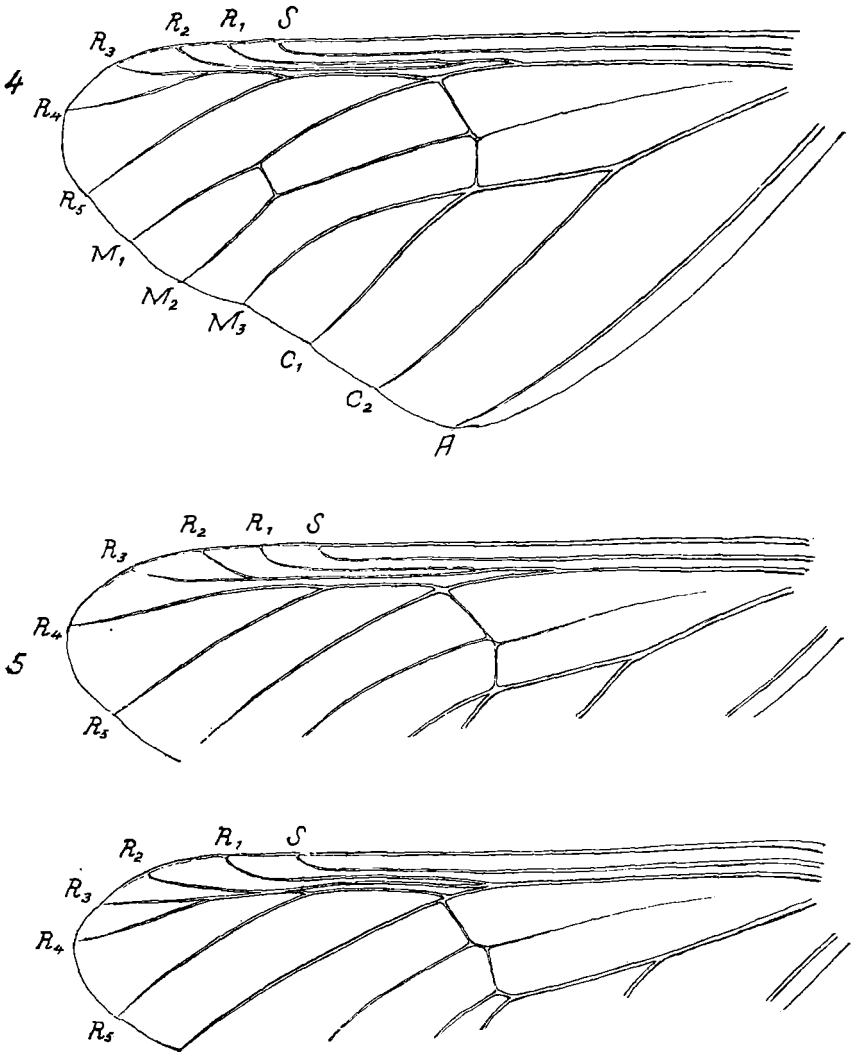 S
R₁
R₂
R₃
4
R₄
R₅
M₁
M₂
M₃
C₁
C₂
A
S
R₁
R₂
R₃
R₄
5
R₅
S
R₁
R₂
R₃
R₄
R₅